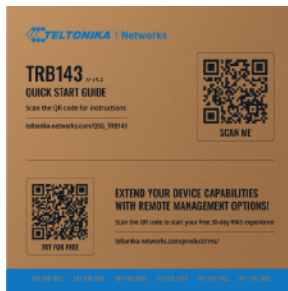 TELTONIKA | Networks
TRB143 // v1.2
QUICK START GUIDE
Scan the QR code for instructions
teltonika-networks.com/QSG_TRB143
SCAN ME
EXTEND YOUR DEVICE CAPABILITIES
WITH REMOTE MANAGEMENT OPTIONS!
Scan the QR code to start your free 30-day RMS experience
teltonika-networks.com/product/rms/
TRY FOR FREE